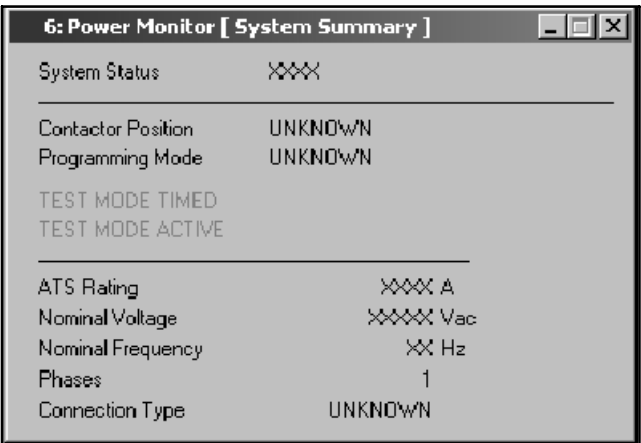 6: Power Monitor [ System Summary ]
System Status XXXX
Contactor Position UNKNOWN
Programming Mode UNKNOWN
TEST MODE TIMED
TEST MODE ACTIVE
ATS Rating XXXX A
Nominal Voltage XXXXX Vac
Nominal Frequency XX Hz
Phases 1
Connection Type UNKNOWN